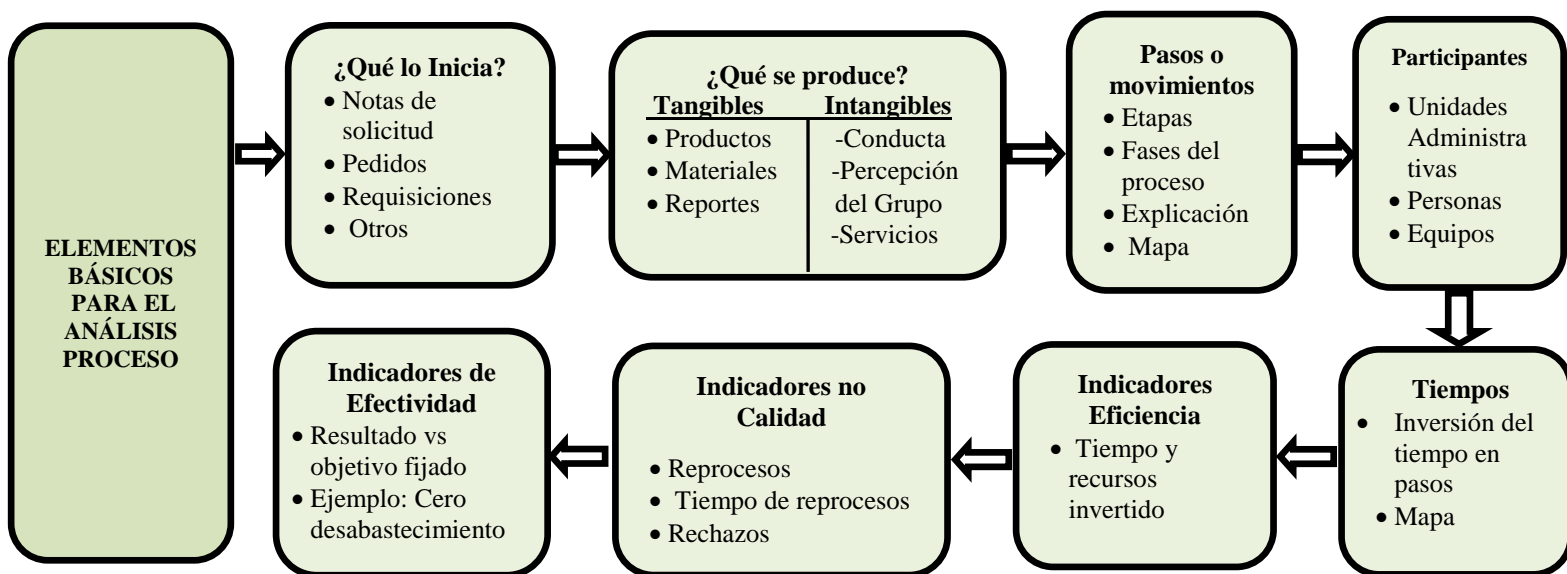 ELEMENTOS
BÁSICOS
PARA EL
ANÁLISIS
PROCESO
¿Qué lo Inicia?
• Notas de
solicitud
• Pedidos
• Requisiciones
• Otros
¿Qué se produce?
Tangibles
• Productos
• Materiales
• Reportes
Intangibles
-Conducta
-Percepción
del Grupo
-Servicios
Pasos o
movimientos
• Etapas
• Fases del
proceso
• Explicación
• Mapa
Participantes
• Unidades
Administra
tivas
• Personas
• Equipos
Tiempos
• Inversión del
tiempo en
pasos
• Mapa
Indicadores
Eficiencia
• Tiempo y
recursos
invertido
Indicadores no
Calidad
• Reprocesos
• Tiempo de reprocesos
• Rechazos
Indicadores de
Efectividad
• Resultado vs
objetivo fijado
• Ejemplo: Cero
desabastecimiento